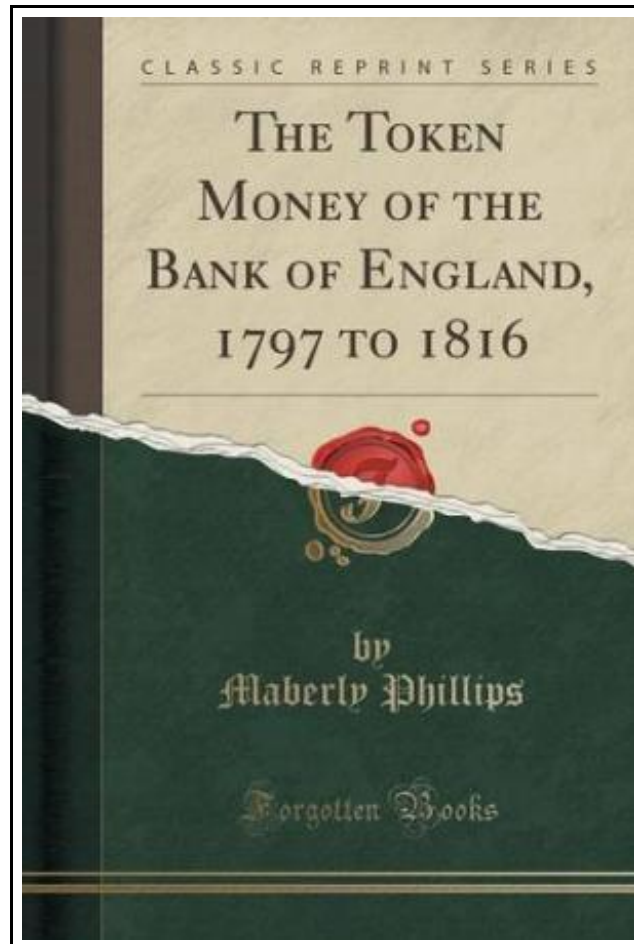 CLASSIC REPRINT SERIES
THE TOKEN
MONEY OF THE
BANK OF ENGLAND,
1797 TO 1816
F
by
Maberly Phillips
Forgotten Books